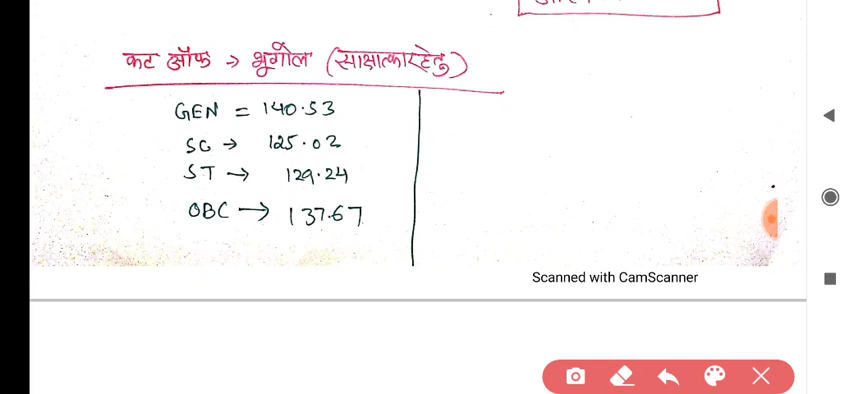 कट ऑफ → भूगोल (साक्षात्कार हेतु)
GEN = 140.53
SC → 125.02
ST → 129.24
OBC → 137.67
Scanned with CamScanner